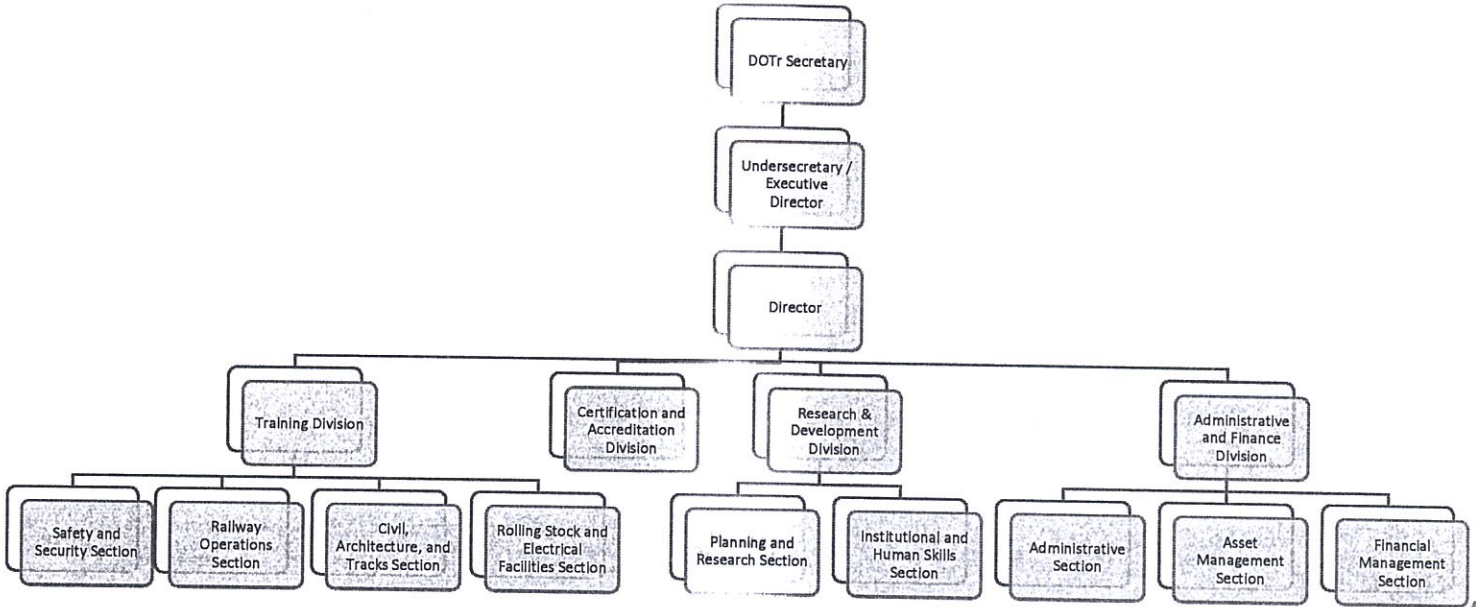 DOTr Secretary
Undersecretary /
Executive
Director
Director
Training Division
Certification and
Accreditation
Division
Research &
Development
Division
Administrative
and Finance
Division
Safety and
Security Section
Railway
Operations
Section
Civil,
Architecture, and
Tracks Section
Rolling Stock and
Electrical
Facilities Section
Planning and
Research Section
Institutional and
Human Skills
Section
Administrative
Section
Asset
Management
Section
Financial
Management
Section